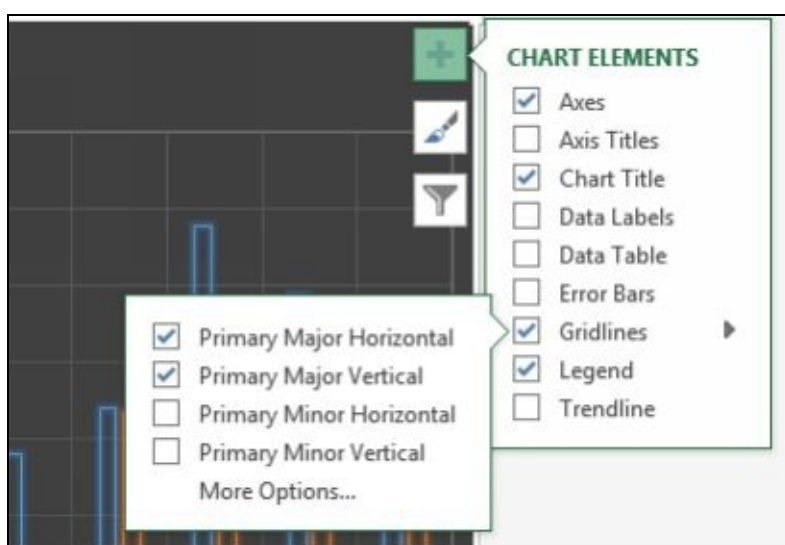 CHART ELEMENTS
Axes
Axis Titles
Chart Title
Data Labels
Data Table
Error Bars
Gridlines
Legend
Trendline
Primary Major Horizontal
Primary Major Vertical
Primary Minor Horizontal
Primary Minor Vertical
More Options...